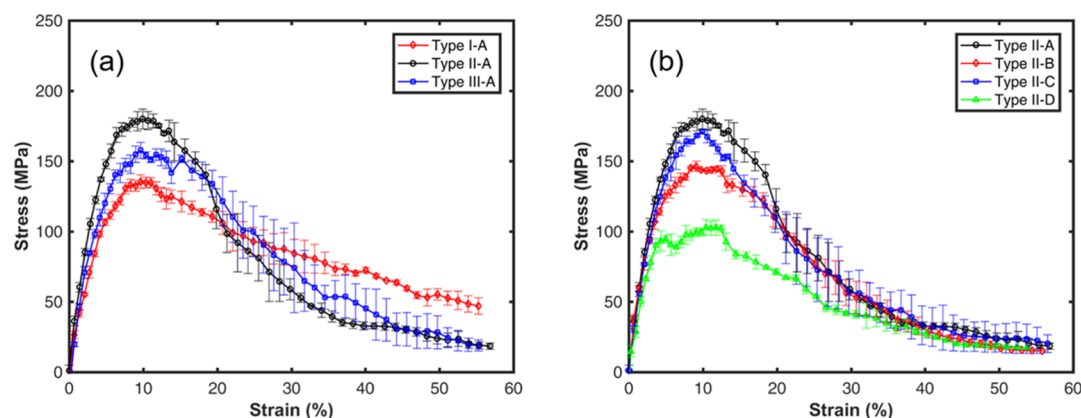 (a)
Type I-A
Type II-A
Type III-A
250
200
150
100
50
0
Stress (MPa)
0 10 20 30 40 50 60
Strain (%)
(b)
Type II-A
Type II-B
Type II-C
Type II-D
250
200
150
100
50
0
Stress (MPa)
0 10 20 30 40 50 60
Strain (%)